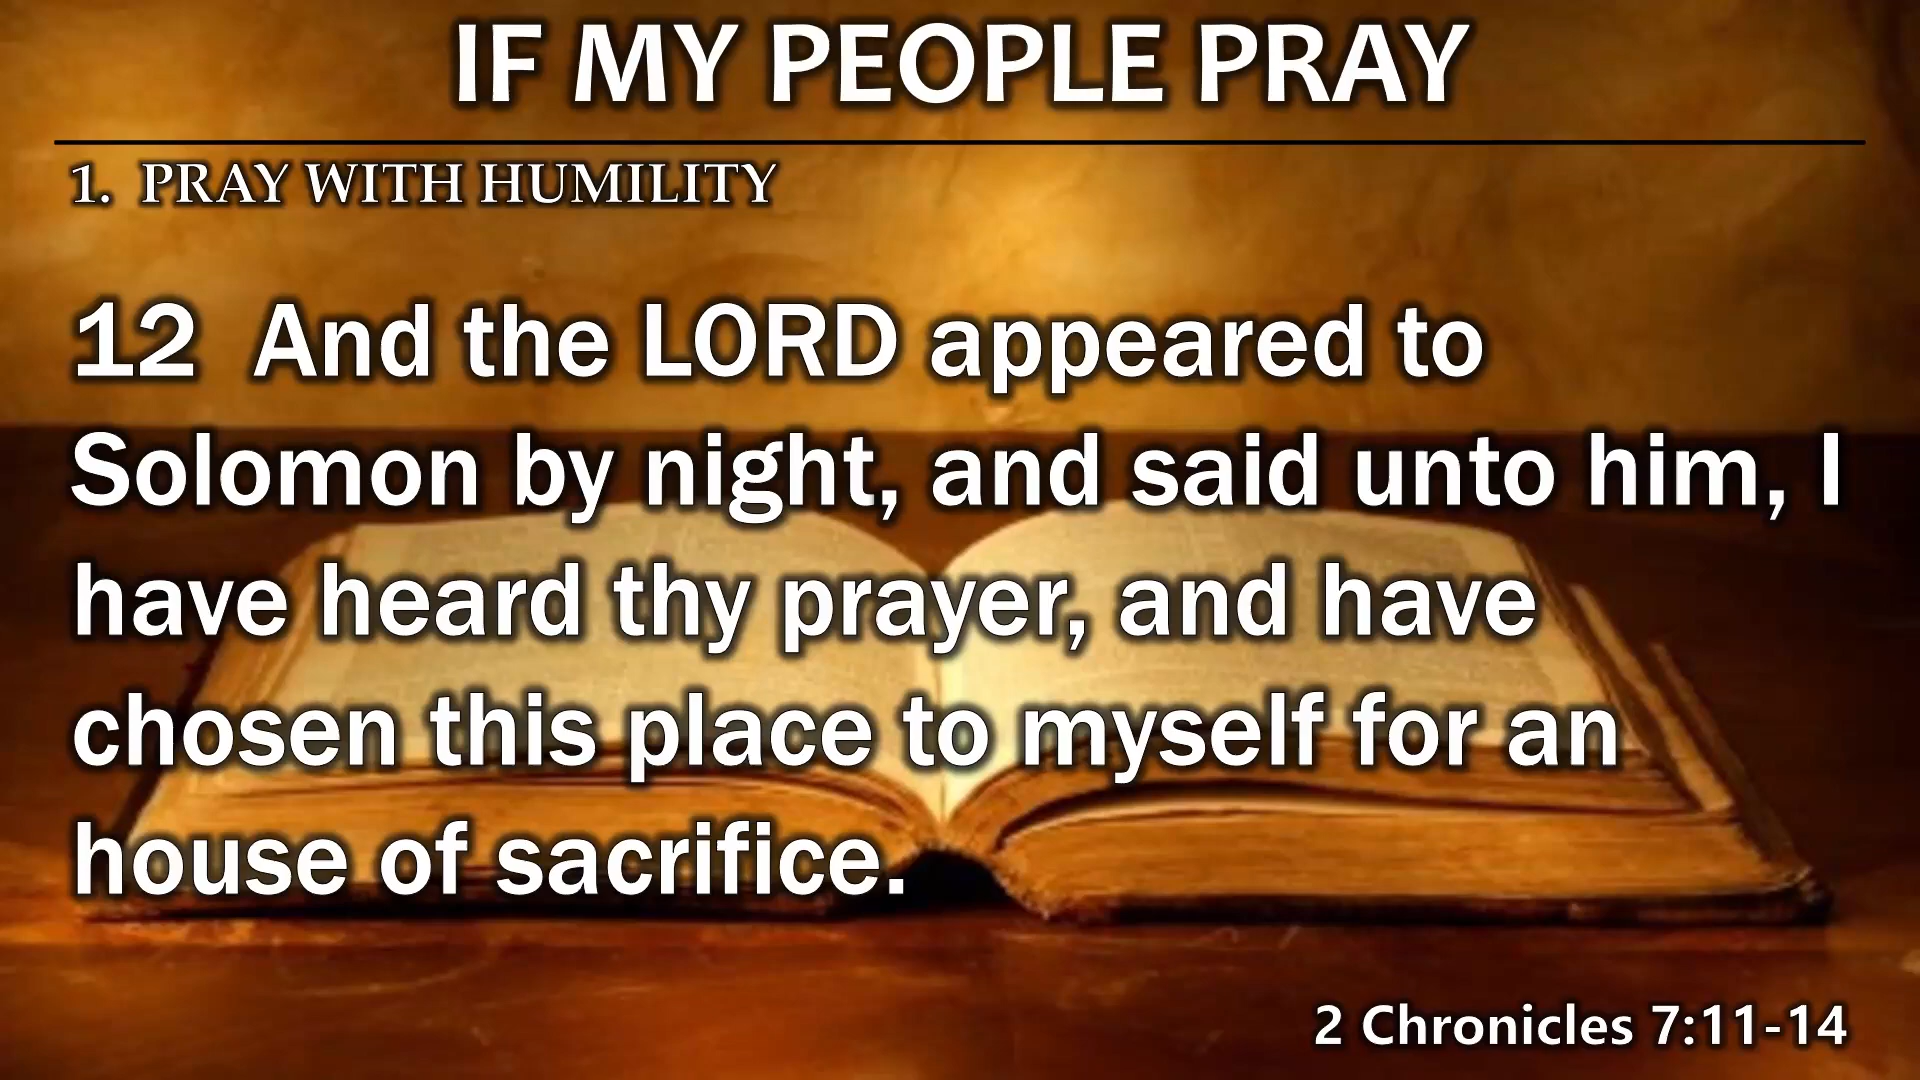 IF MY PEOPLE PRAY
1. PRAY WITH HUMILITY
12 And the LORD appeared to
Solomon by night, and said unto him, I
have heard thy prayer, and have
chosen this place to myself for an
house of sacrifice.
2 Chronicles 7:11-14